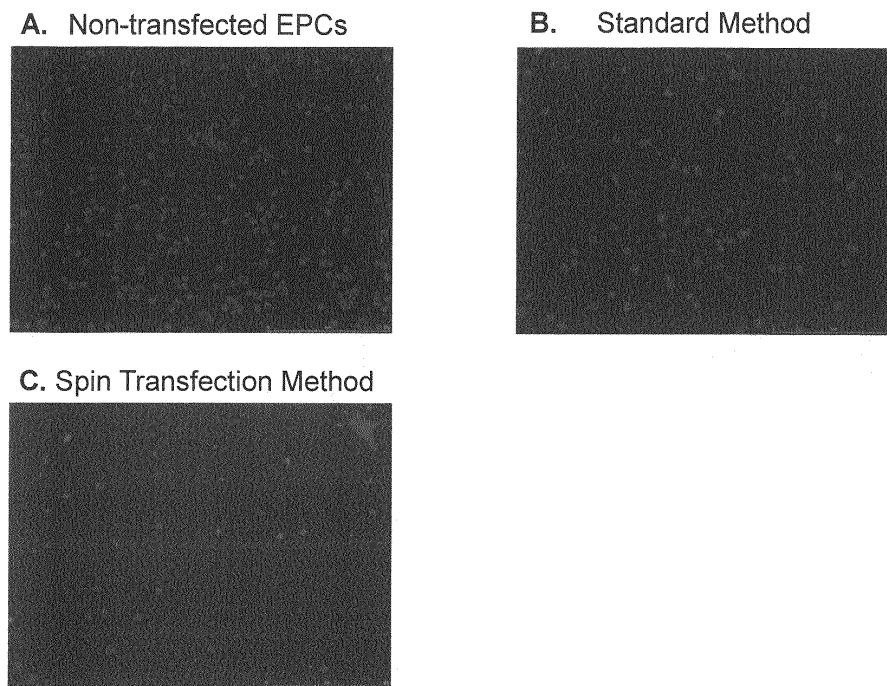 A. Non-transfected EPCs
B. Standard Method
C. Spin Transfection Method